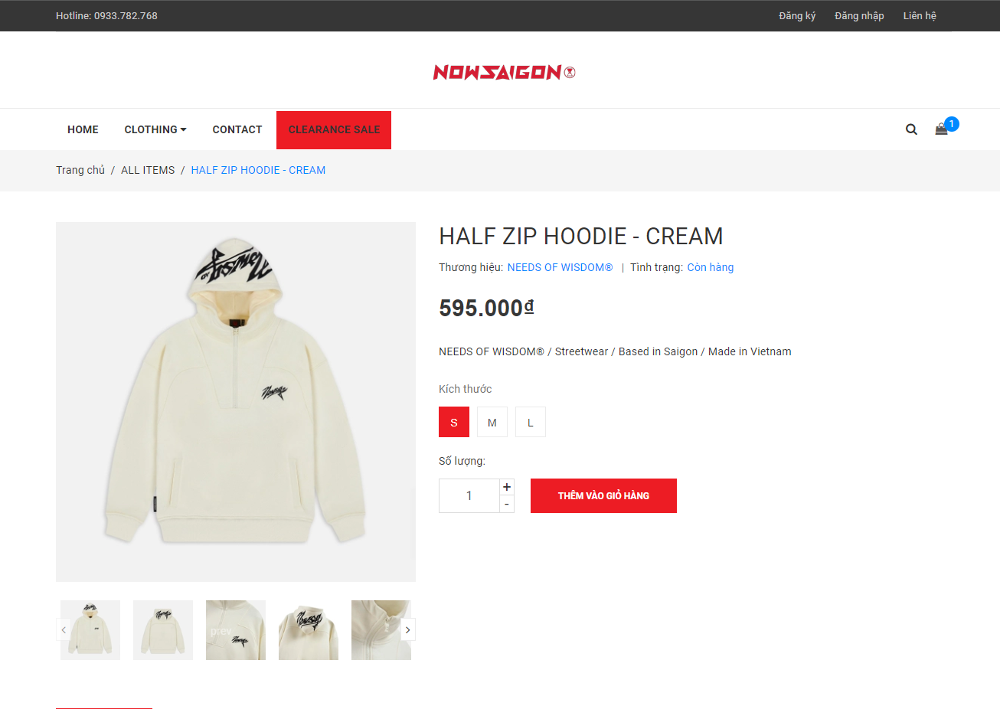 Hotline: 0933.782.768
Đăng ký Đăng nhập Liên hệ
NOWSAIGON
HOME CLOTHING CONTACT CLEARANCE SALE
1
Trang chủ / ALL ITEMS / HALF ZIP HOODIE - CREAM
HALF ZIP HOODIE - CREAM
Thương hiệu: NEEDS OF WISDOM® | Tình trạng: Còn hàng
595.000₫
NEEDS OF WISDOM® / Streetwear / Based in Saigon / Made in Vietnam
Kích thước
S M L
Số lượng:
1 + -
THÊM VÀO GIỎ HÀNG
prev